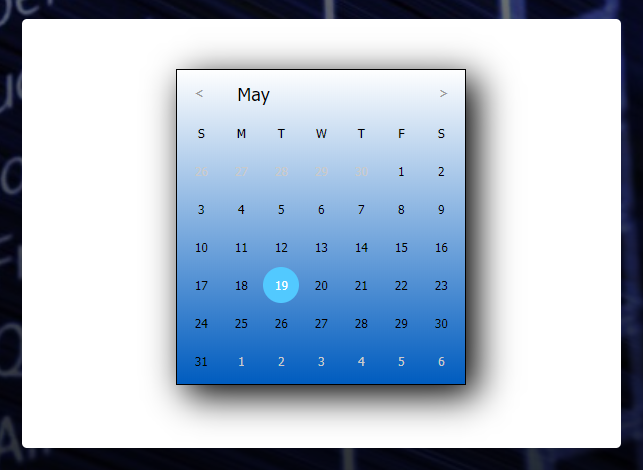 < May >
S M T W T F S
26 27 28 29 30 1 2
3 4 5 6 7 8 9
10 11 12 13 14 15 16
17 18 19 20 21 22 23
24 25 26 27 28 29 30
31 1 2 3 4 5 6